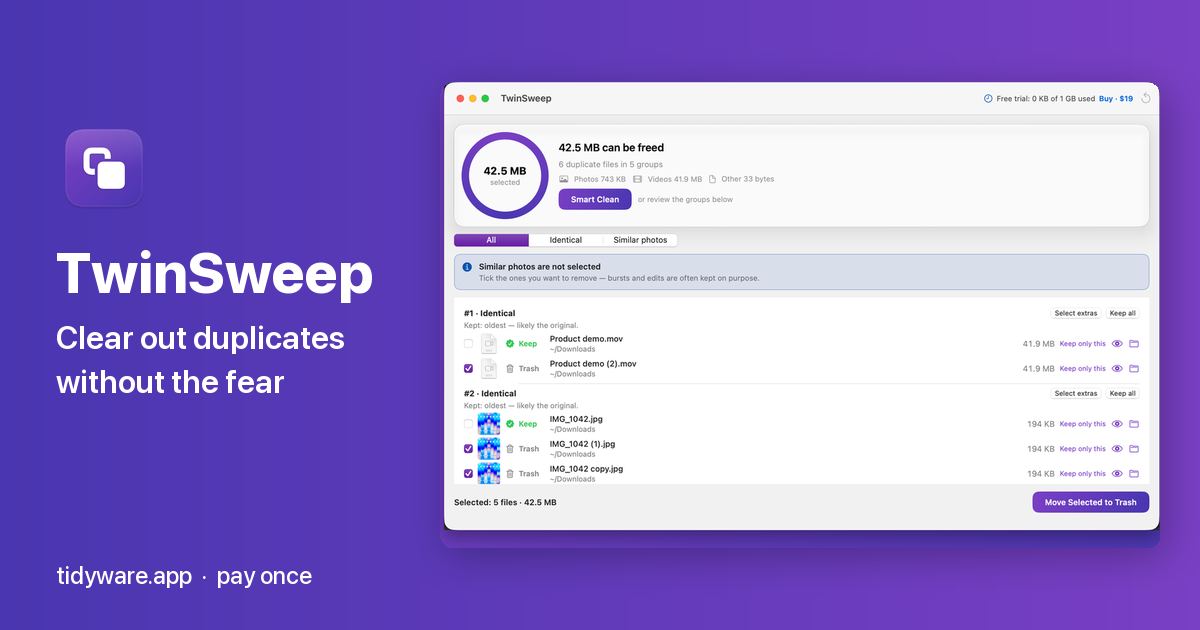 TwinSweep
Clear out duplicates
without the fear
tidyware.app · pay once
TwinSweep
Free trial: 0 KB of 1 GB used Buy · $19
42.5 MB
selected
42.5 MB can be freed
6 duplicate files in 5 groups
Photos 743 KB Videos 41.9 MB Other 33 bytes
Smart Clean or review the groups below
All Identical Similar photos
Similar photos are not selected
Tick the ones you want to remove — bursts and edits are often kept on purpose.
#1 · Identical Select extras Keep all
Kept: oldest — likely the original.
Keep Product demo.mov 41.9 MB Keep only this
~/Downloads
Trash Product demo (2).mov 41.9 MB Keep only this
~/Downloads
#2 · Identical Select extras Keep all
Kept: oldest — likely the original.
Keep IMG_1042.jpg 194 KB Keep only this
~/Downloads
Trash IMG_1042 (1).jpg 194 KB Keep only this
~/Downloads
Trash IMG_1042 copy.jpg 194 KB Keep only this
~/Downloads
Selected: 5 files · 42.5 MB Move Selected to Trash